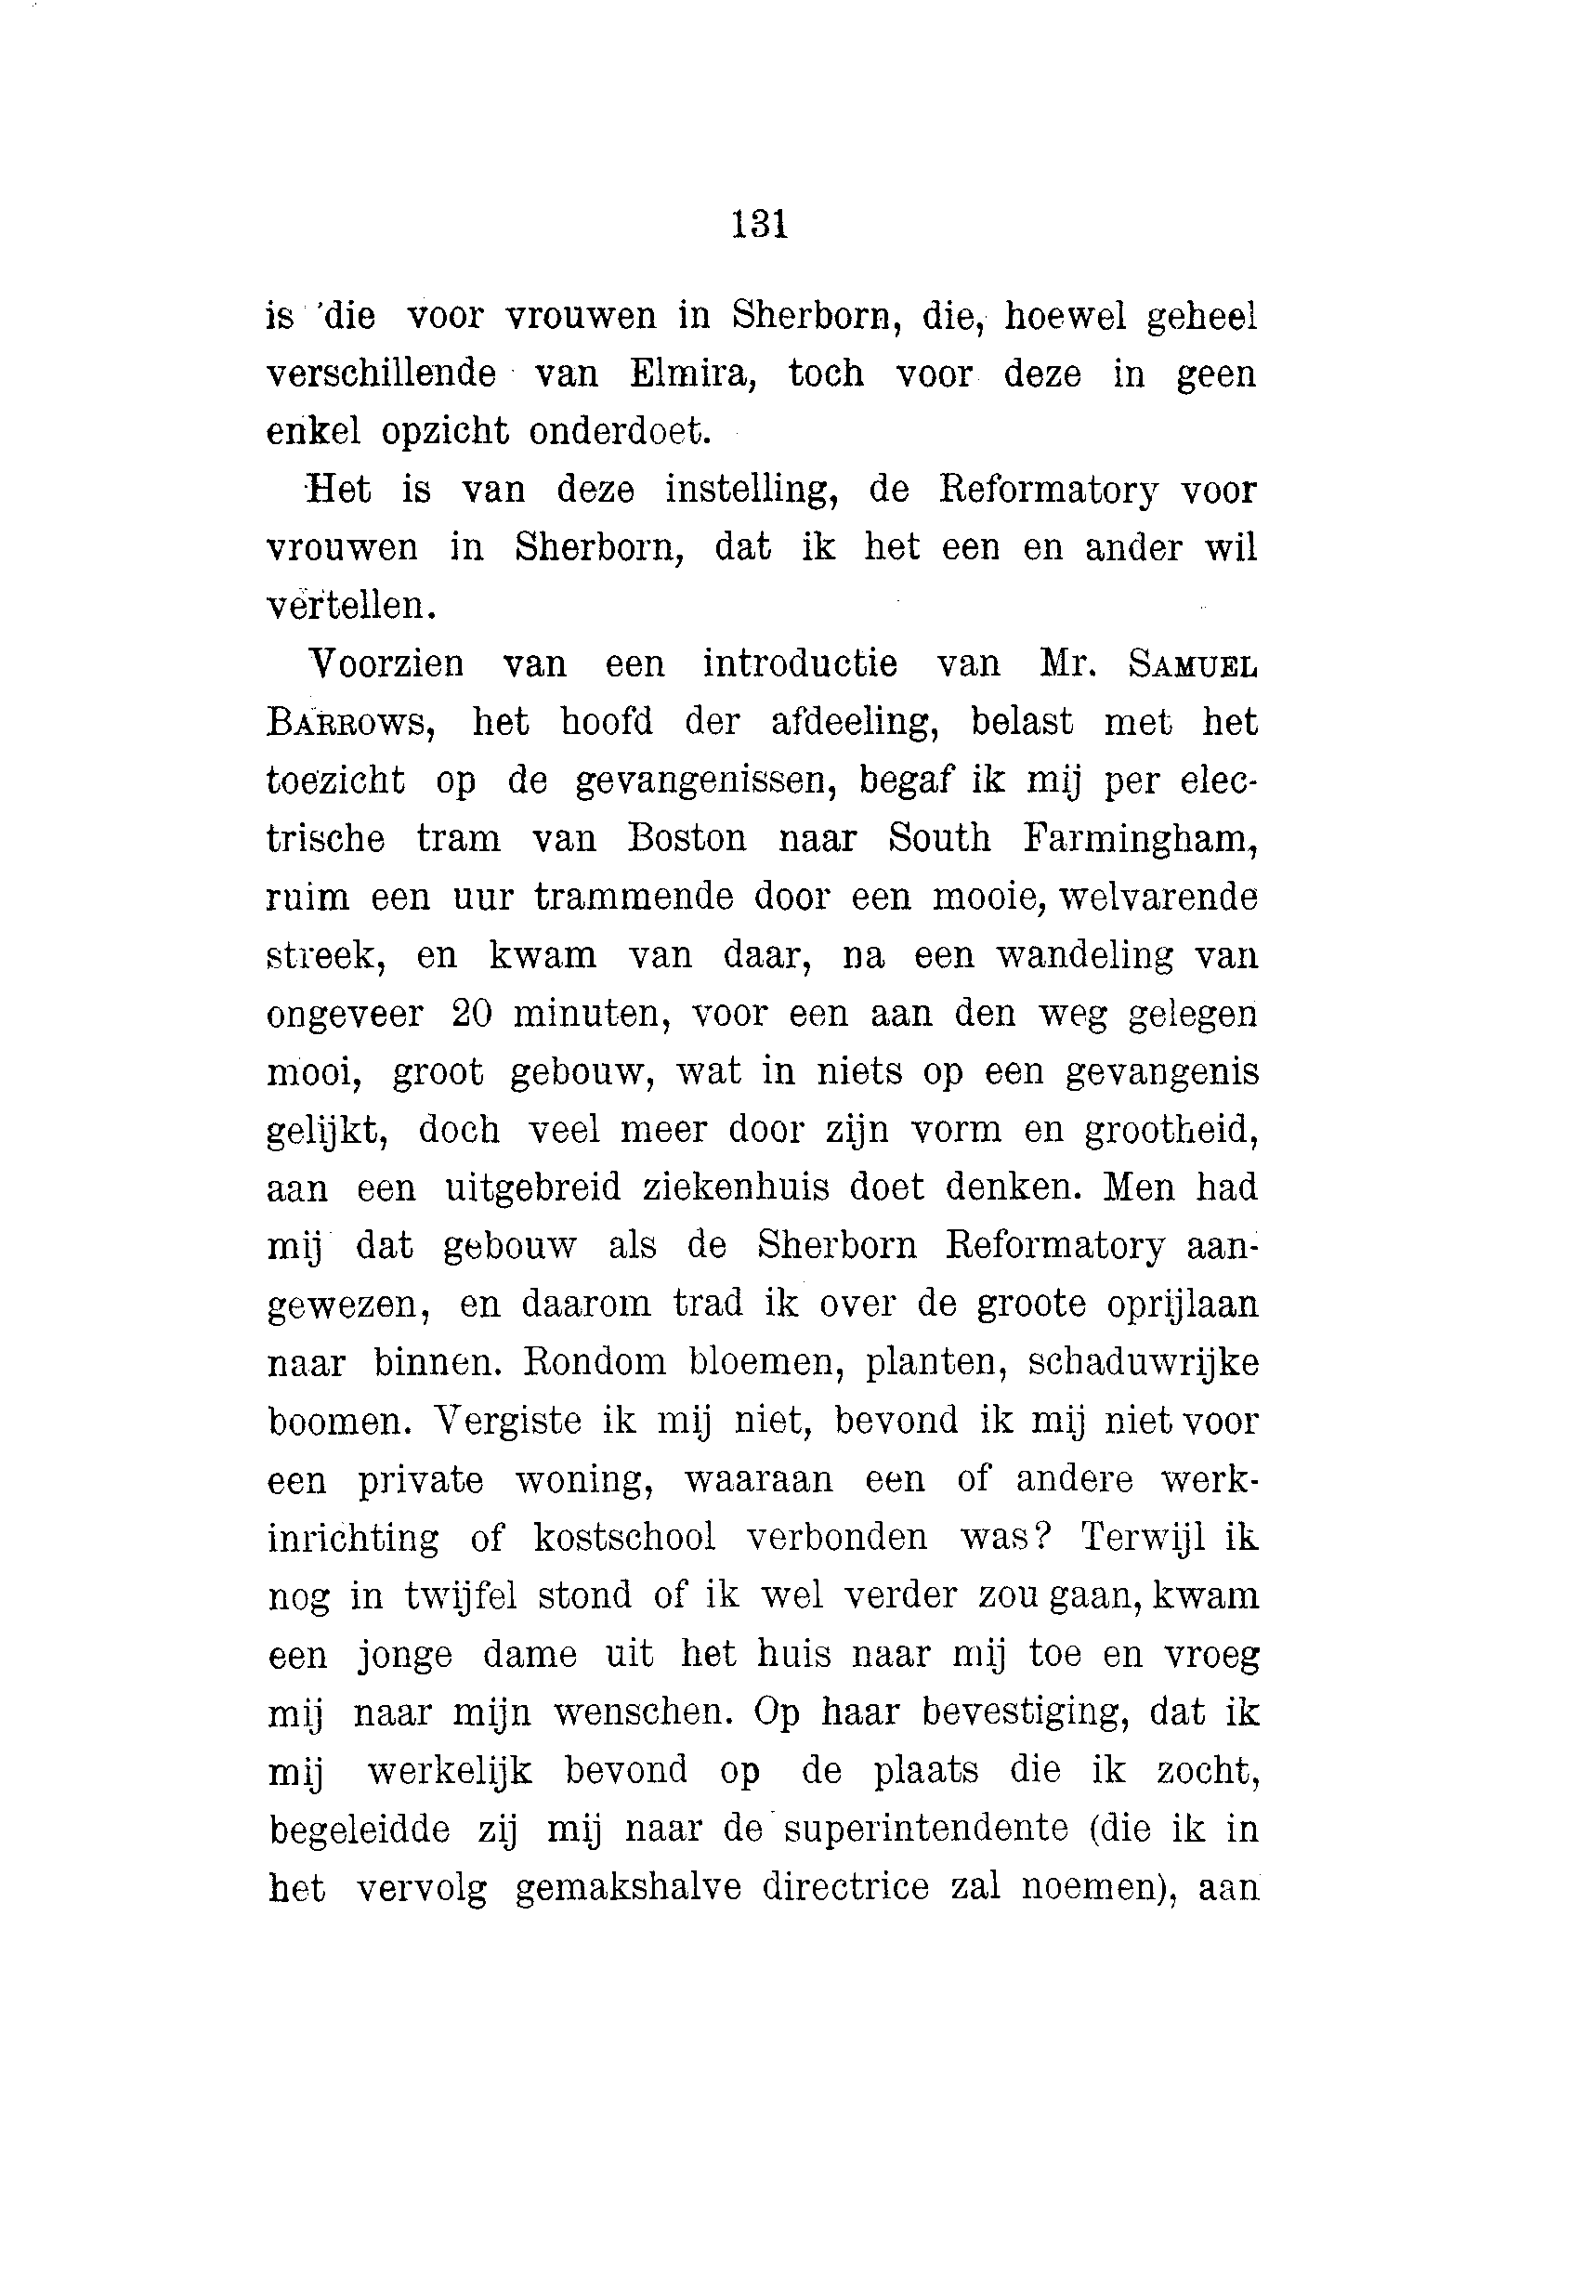 131
is die voor vrouwen in Sherborn, die, hoewel geheel
verschillende van Elmira, toch voor deze in geen
enkel opzicht onderdoet.
Het is van deze instelling, de Reformatory voor
vrouwen in Sherborn, dat ik het een en ander wil
vertellen.
Voorzien van een introductie van Mr. SAMUEL
BARROWS, het hoofd der afdeeling, belast met het
toezicht op de gevangenissen, begaf ik mij per elec-
trische tram van Boston naar South Farmingham,
ruim een uur trammende door een mooie, welvarende
streek, en kwam van daar, na een wandeling van
ongeveer 20 minuten, voor een aan den weg gelegen
mooi, groot gebouw, wat in niets op een gevangenis
gelijkt, doch veel meer door zijn vorm en grootheid,
aan een uitgebreid ziekenhuis doet denken. Men had
mij dat gebouw als de Sherborn Reformatory aan-
gewezen, en daarom trad ik over de groote oprijlaan
naar binnen. Rondom bloemen, planten, schaduwrijke
boomen. Vergiste ik mij niet, bevond ik mij niet voor
een private woning, waaraan een of andere werk-
inrichting of kostschool verbonden was? Terwijl ik
nog in twijfel stond of ik wel verder zou gaan, kwam
een jonge dame uit het huis naar mij toe en vroeg
mij naar mijn wenschen. Op haar bevestiging, dat ik
mij werkelijk bevond op de plaats die ik zocht,
begeleidde zij mij naar de superintendente (die ik in
het vervolg gemakshalve directrice zal noemen), aan